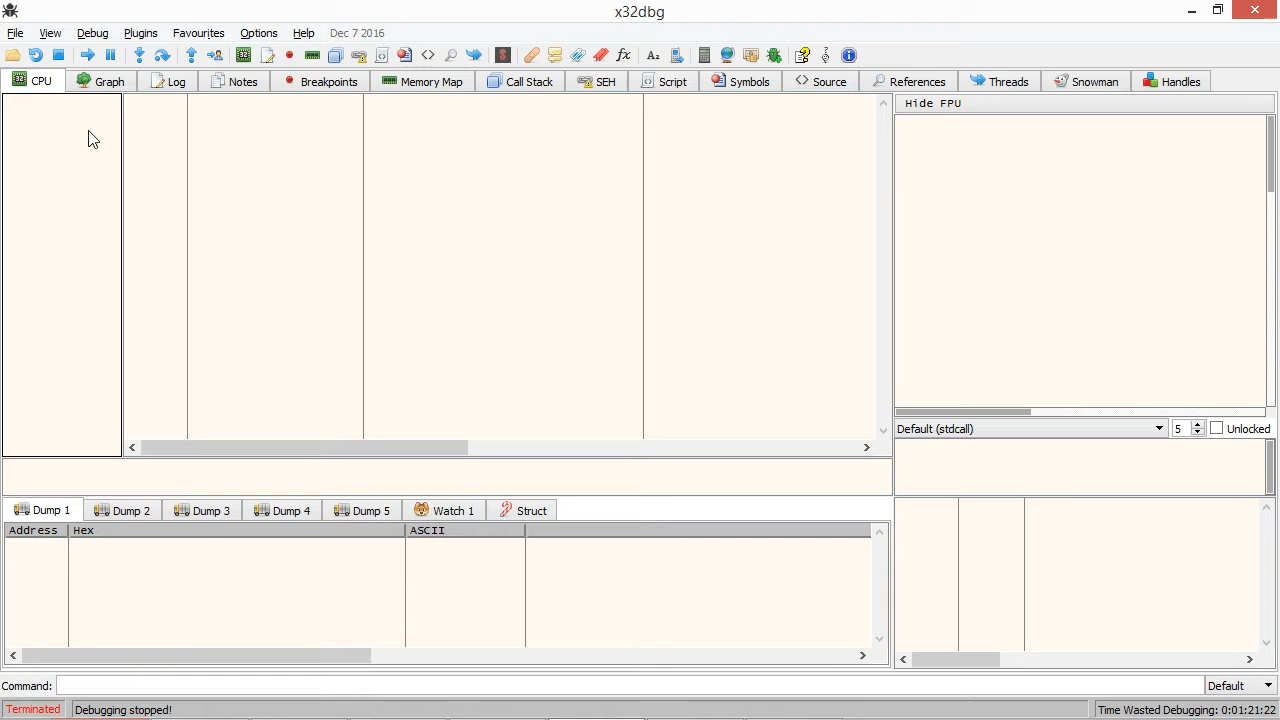 x32dbg
File View Debug Plugins Favourites Options Help Dec 7 2016
CPU Graph Log Notes Breakpoints Memory Map Call Stack SEH Script Symbols Source References Threads Snowman Handles
Hide FPU
Default (stdcall) 5 Unlocked
Dump 1 Dump 2 Dump 3 Dump 4 Dump 5 Watch 1 Struct
Address Hex ASCII
Command: Default
Terminated Debugging stopped! Time Wasted Debugging: 0:01:21:22